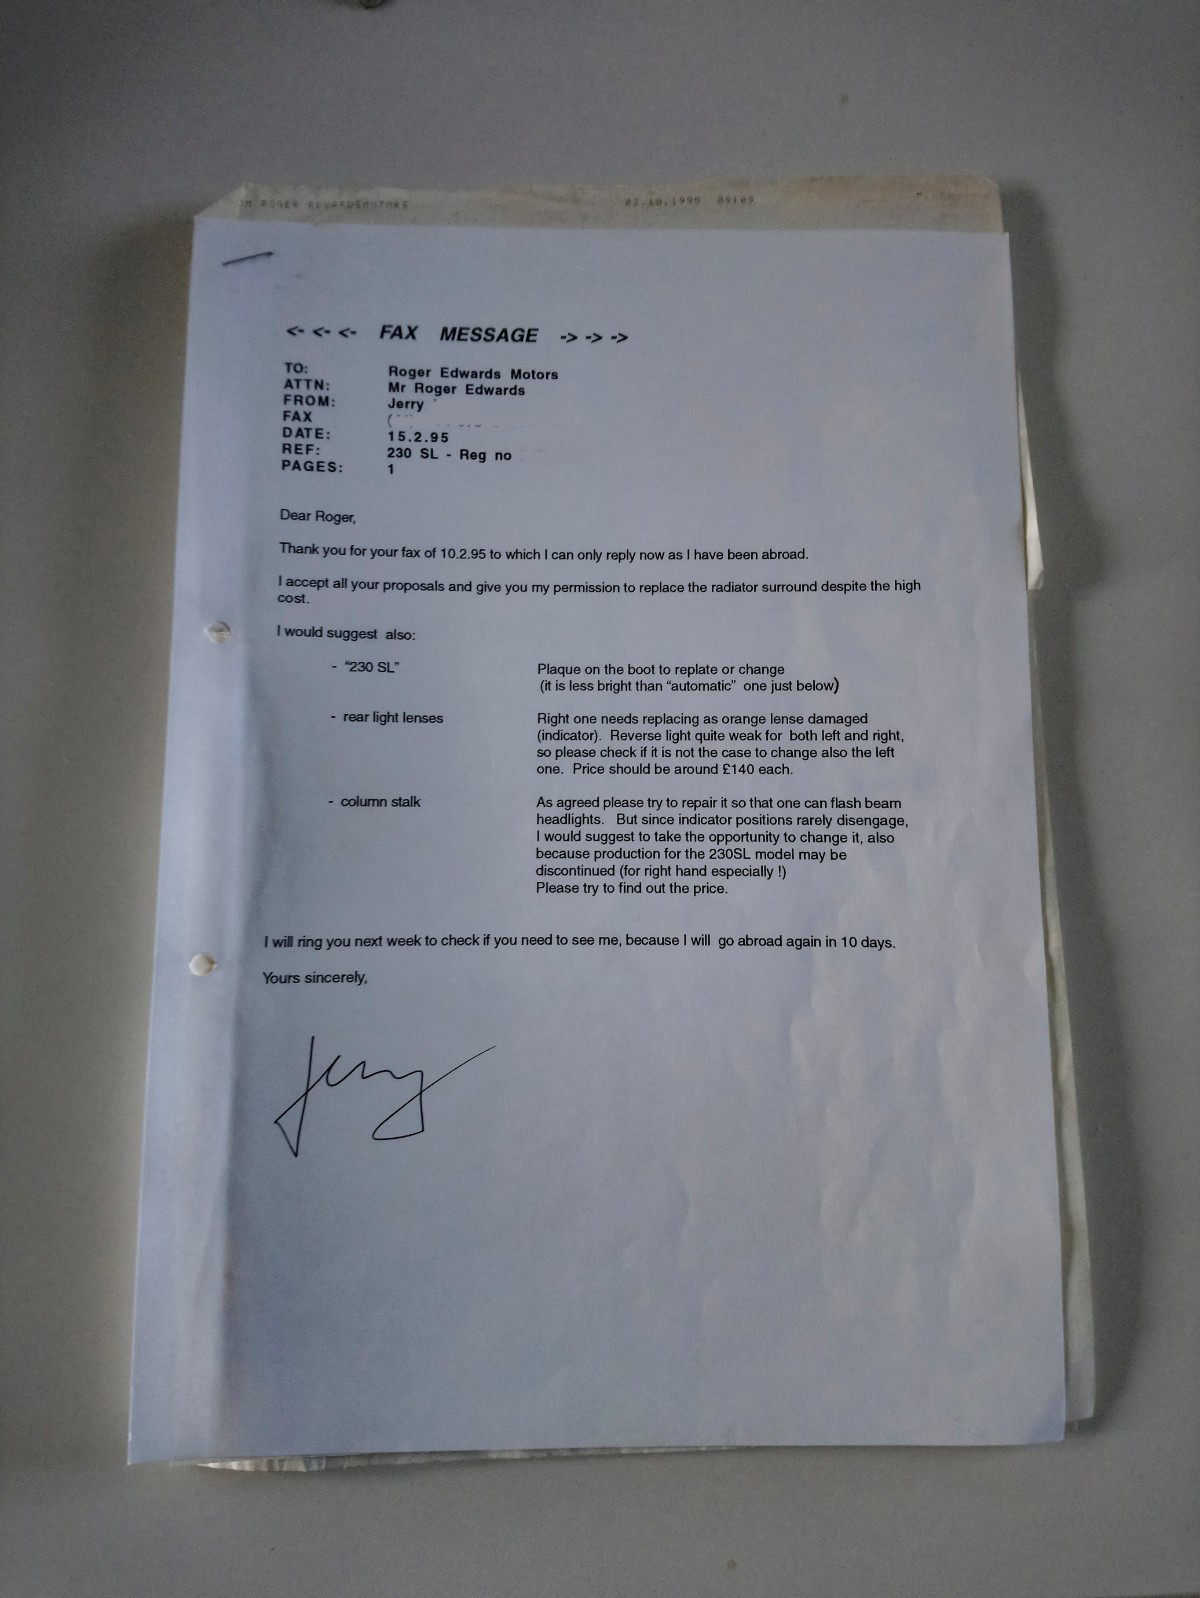 ROGER EDWARDSMOTORS 02.10.1995 09:09
<- <- <- FAX MESSAGE -> -> ->
TO: Roger Edwards Motors
ATTN: Mr Roger Edwards
FROM: Jerry
FAX (
DATE: 15.2.95
REF: 230 SL - Reg no
PAGES: 1
Dear Roger,
Thank you for your fax of 10.2.95 to which I can only reply now as I have been abroad.
I accept all your proposals and give you my permission to replace the radiator surround despite the high
cost.
I would suggest also:
- "230 SL" Plaque on the boot to replate or change
(it is less bright than "automatic" one just below)
- rear light lenses Right one needs replacing as orange lense damaged
(indicator). Reverse light quite weak for both left and right,
so please check if it is not the case to change also the left
one. Price should be around £140 each.
- column stalk As agreed please try to repair it so that one can flash beam
headlights. But since indicator positions rarely disengage,
I would suggest to take the opportunity to change it, also
because production for the 230SL model may be
discontinued (for right hand especially !)
Please try to find out the price.
I will ring you next week to check if you need to see me, because I will go abroad again in 10 days.
Yours sincerely,
Jerry